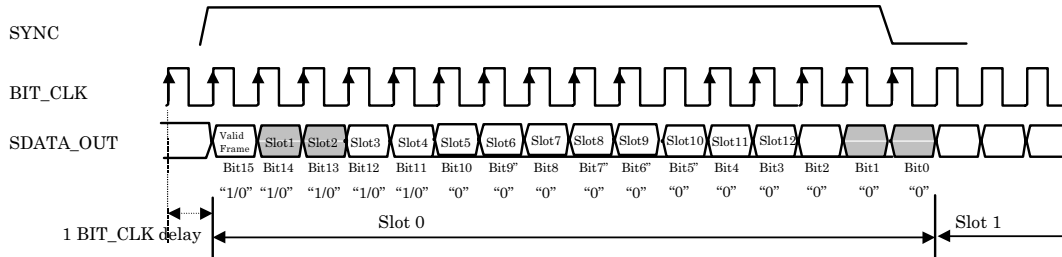 SYNC
BIT_CLK
SDATA_OUT
Valid Frame Slot1 Slot2 Slot3 Slot4 Slot5 Slot6 Slot7 Slot8 Slot9 Slot10 Slot11 Slot12
Bit15 Bit14 Bit13 Bit12 Bit11 Bit10 Bit9” Bit8 Bit7” Bit6” Bit5” Bit4 Bit3 Bit2 Bit1 Bit0
“1/0” “1/0” “1/0” “1/0” “1/0” “0” “0” “0” “0” “0” “0” “0” “0” “0” “0” “0”
1 BIT_CLK delay Slot 0 Slot 1